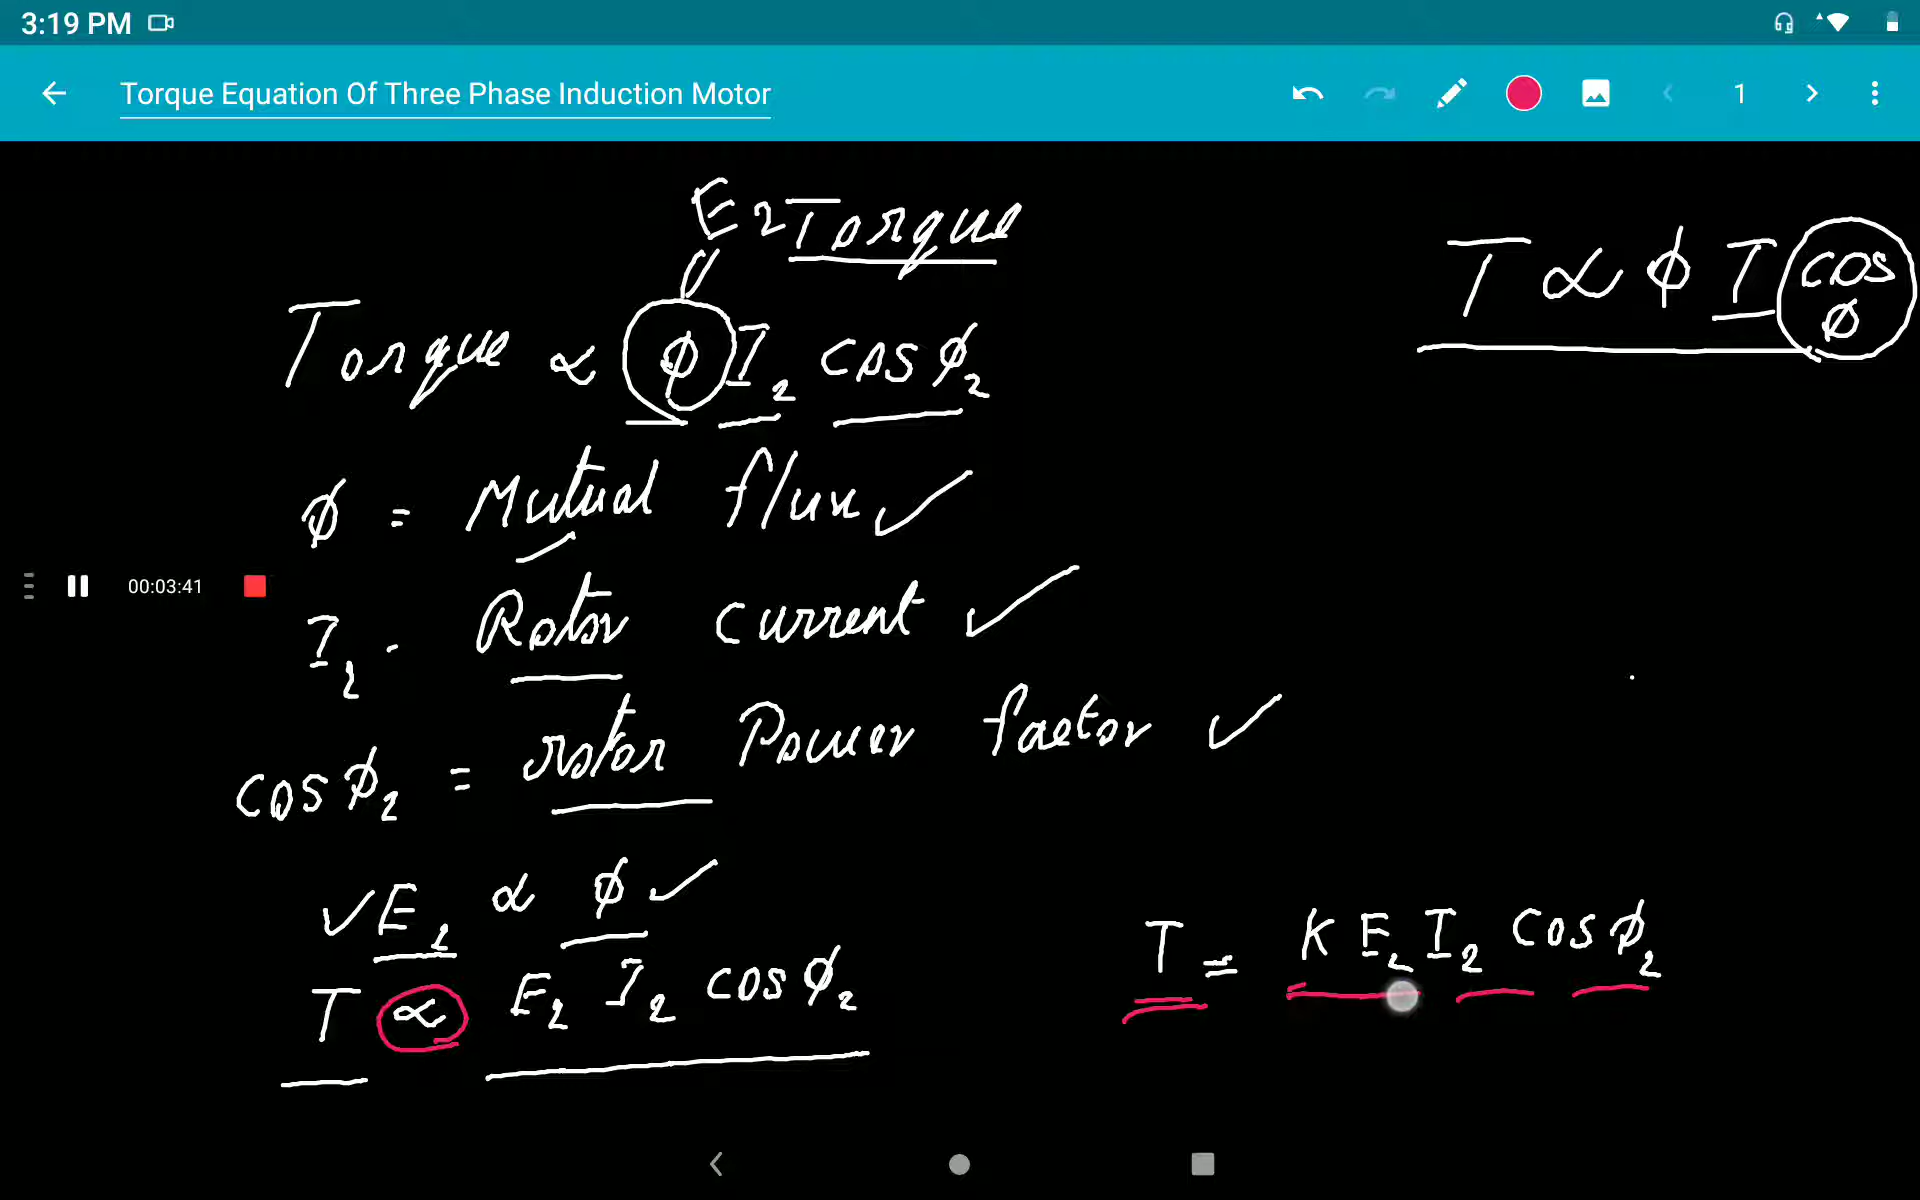 3:19 PM
Torque Equation Of Three Phase Induction Motor
1
E2 Torque
T ∝ ϕ I cos ϕ
Torque ∝ ϕ I₂ cos ϕ₂
ϕ = Mutual flux ✓
00:03:41
I₂ - Rotor current ✓
cos ϕ₂ = rotor Power factor ✓
✓ E₂ ∝ ϕ ✓
T = K E₂ I₂ cos ϕ₂
T ∝ E₂ I₂ cos ϕ₂